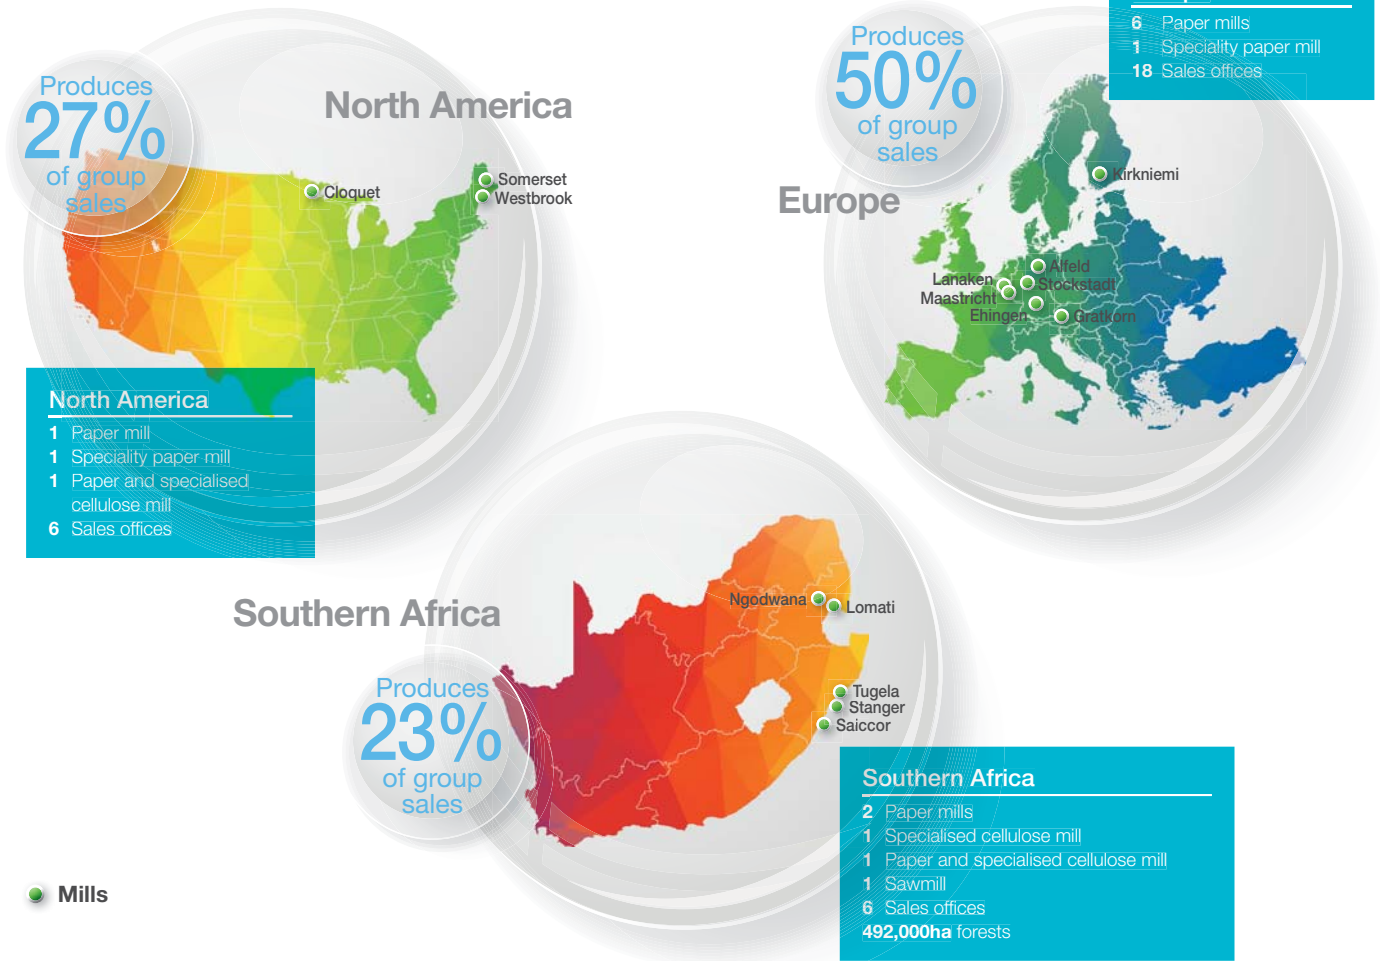 Produces
27%
of group
sales
North America
Cloquet
Somerset
Westbrook
North America
1 Paper mill
1 Speciality paper mill
1 Paper and specialised
cellulose mill
6 Sales offices
Produces
50%
of group
sales
Europe
6 Paper mills
1 Speciality paper mill
18 Sales offices
Kirkniemi
Alfeld
Lanaken
Stockstadt
Maastricht
Ehingen
Gratkorn
Southern Africa
Produces
23%
of group
sales
Ngodwana
Lomati
Tugela
Stanger
Saiccor
Southern Africa
2 Paper mills
1 Specialised cellulose mill
1 Paper and specialised cellulose mill
1 Sawmill
6 Sales offices
492,000ha forests
Mills